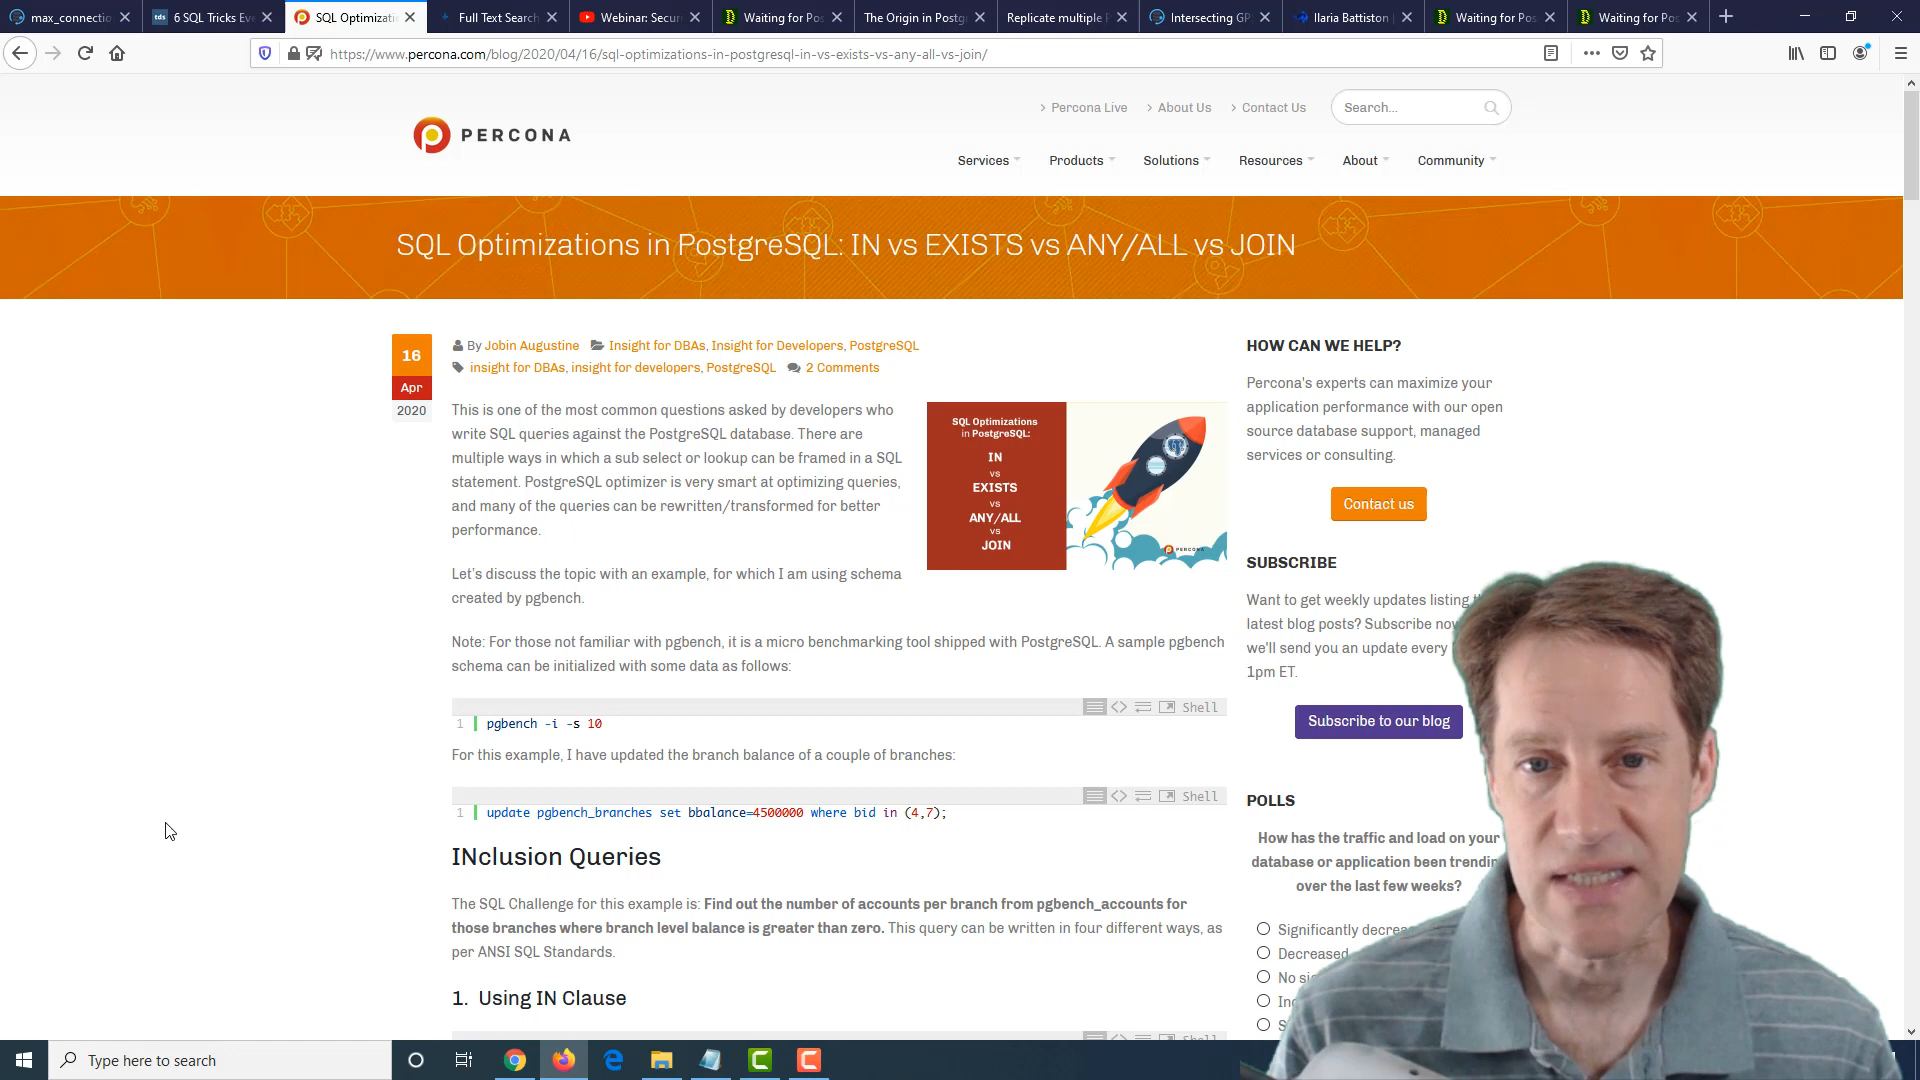 max_connectio
6 SQL Tricks Eve
SQL Optimizatio
Full Text Search
Webinar: Secur
Waiting for Pos
The Origin in Postg
Replicate multiple P
Intersecting GP
Ilaria Battiston |
Waiting for Pos
Waiting for Pos
https://www.percona.com/blog/2020/04/16/sql-optimizations-in-postgresql-in-vs-exists-vs-any-all-vs-join/
Percona Live
About Us
Contact Us
Search...
PERCONA
Services
Products
Solutions
Resources
About
Community
SQL Optimizations in PostgreSQL: IN vs EXISTS vs ANY/ALL vs JOIN
16
Apr
2020
By Jobin Augustine
Insight for DBAs, Insight for Developers, PostgreSQL
insight for DBAs, insight for developers, PostgreSQL
2 Comments
This is one of the most common questions asked by developers who
write SQL queries against the PostgreSQL database. There are
multiple ways in which a sub select or lookup can be framed in a SQL
statement. PostgreSQL optimizer is very smart at optimizing queries,
and many of the queries can be rewritten/transformed for better
performance.
SQL Optimizations
in PostgreSQL:
IN
vs
EXISTS
vs
ANY/ALL
vs
JOIN
PERCONA
Let's discuss the topic with an example, for which I am using schema
created by pgbench.
Note: For those not familiar with pgbench, it is a micro benchmarking tool shipped with PostgreSQL. A sample pgbench
schema can be initialized with some data as follows:
Shell
1 pgbench -i -s 10
For this example, I have updated the branch balance of a couple of branches:
Shell
1 update pgbench_branches set bbalance=4500000 where bid in (4,7);
INclusion Queries
The SQL Challenge for this example is: Find out the number of accounts per branch from pgbench_accounts for
those branches where branch level balance is greater than zero. This query can be written in four different ways, as
per ANSI SQL Standards.
1. Using IN Clause
Shell
HOW CAN WE HELP?
Percona's experts can maximize your
application performance with our open
source database support, managed
services or consulting.
Contact us
SUBSCRIBE
Want to get weekly updates listing
latest blog posts? Subscribe now
we'll send you an update every
1pm ET.
Subscribe to our blog
POLLS
How has the traffic and load on your
database or application been trendin
over the last few weeks?
Significantly decrea
Decreased
No si
In
S
Type here to search